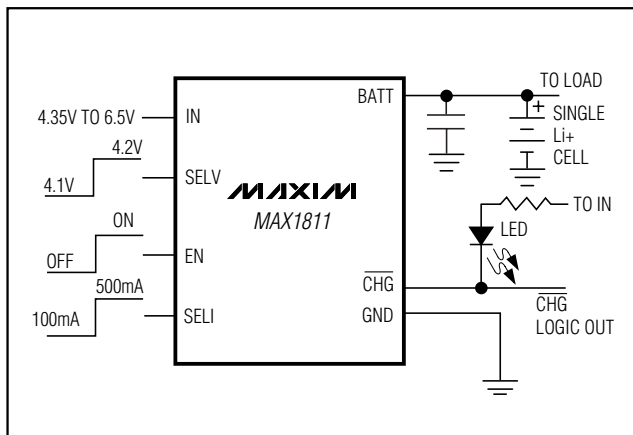 BATT
TO LOAD
+
4.35V TO 6.5V
IN
SINGLE
Li+
CELL
4.2V
4.1V
SELV
MAXIM
MAX1811
TO IN
LED
ON
OFF
EN
500mA
100mA
SELI
CHG
GND
CHG
LOGIC OUT